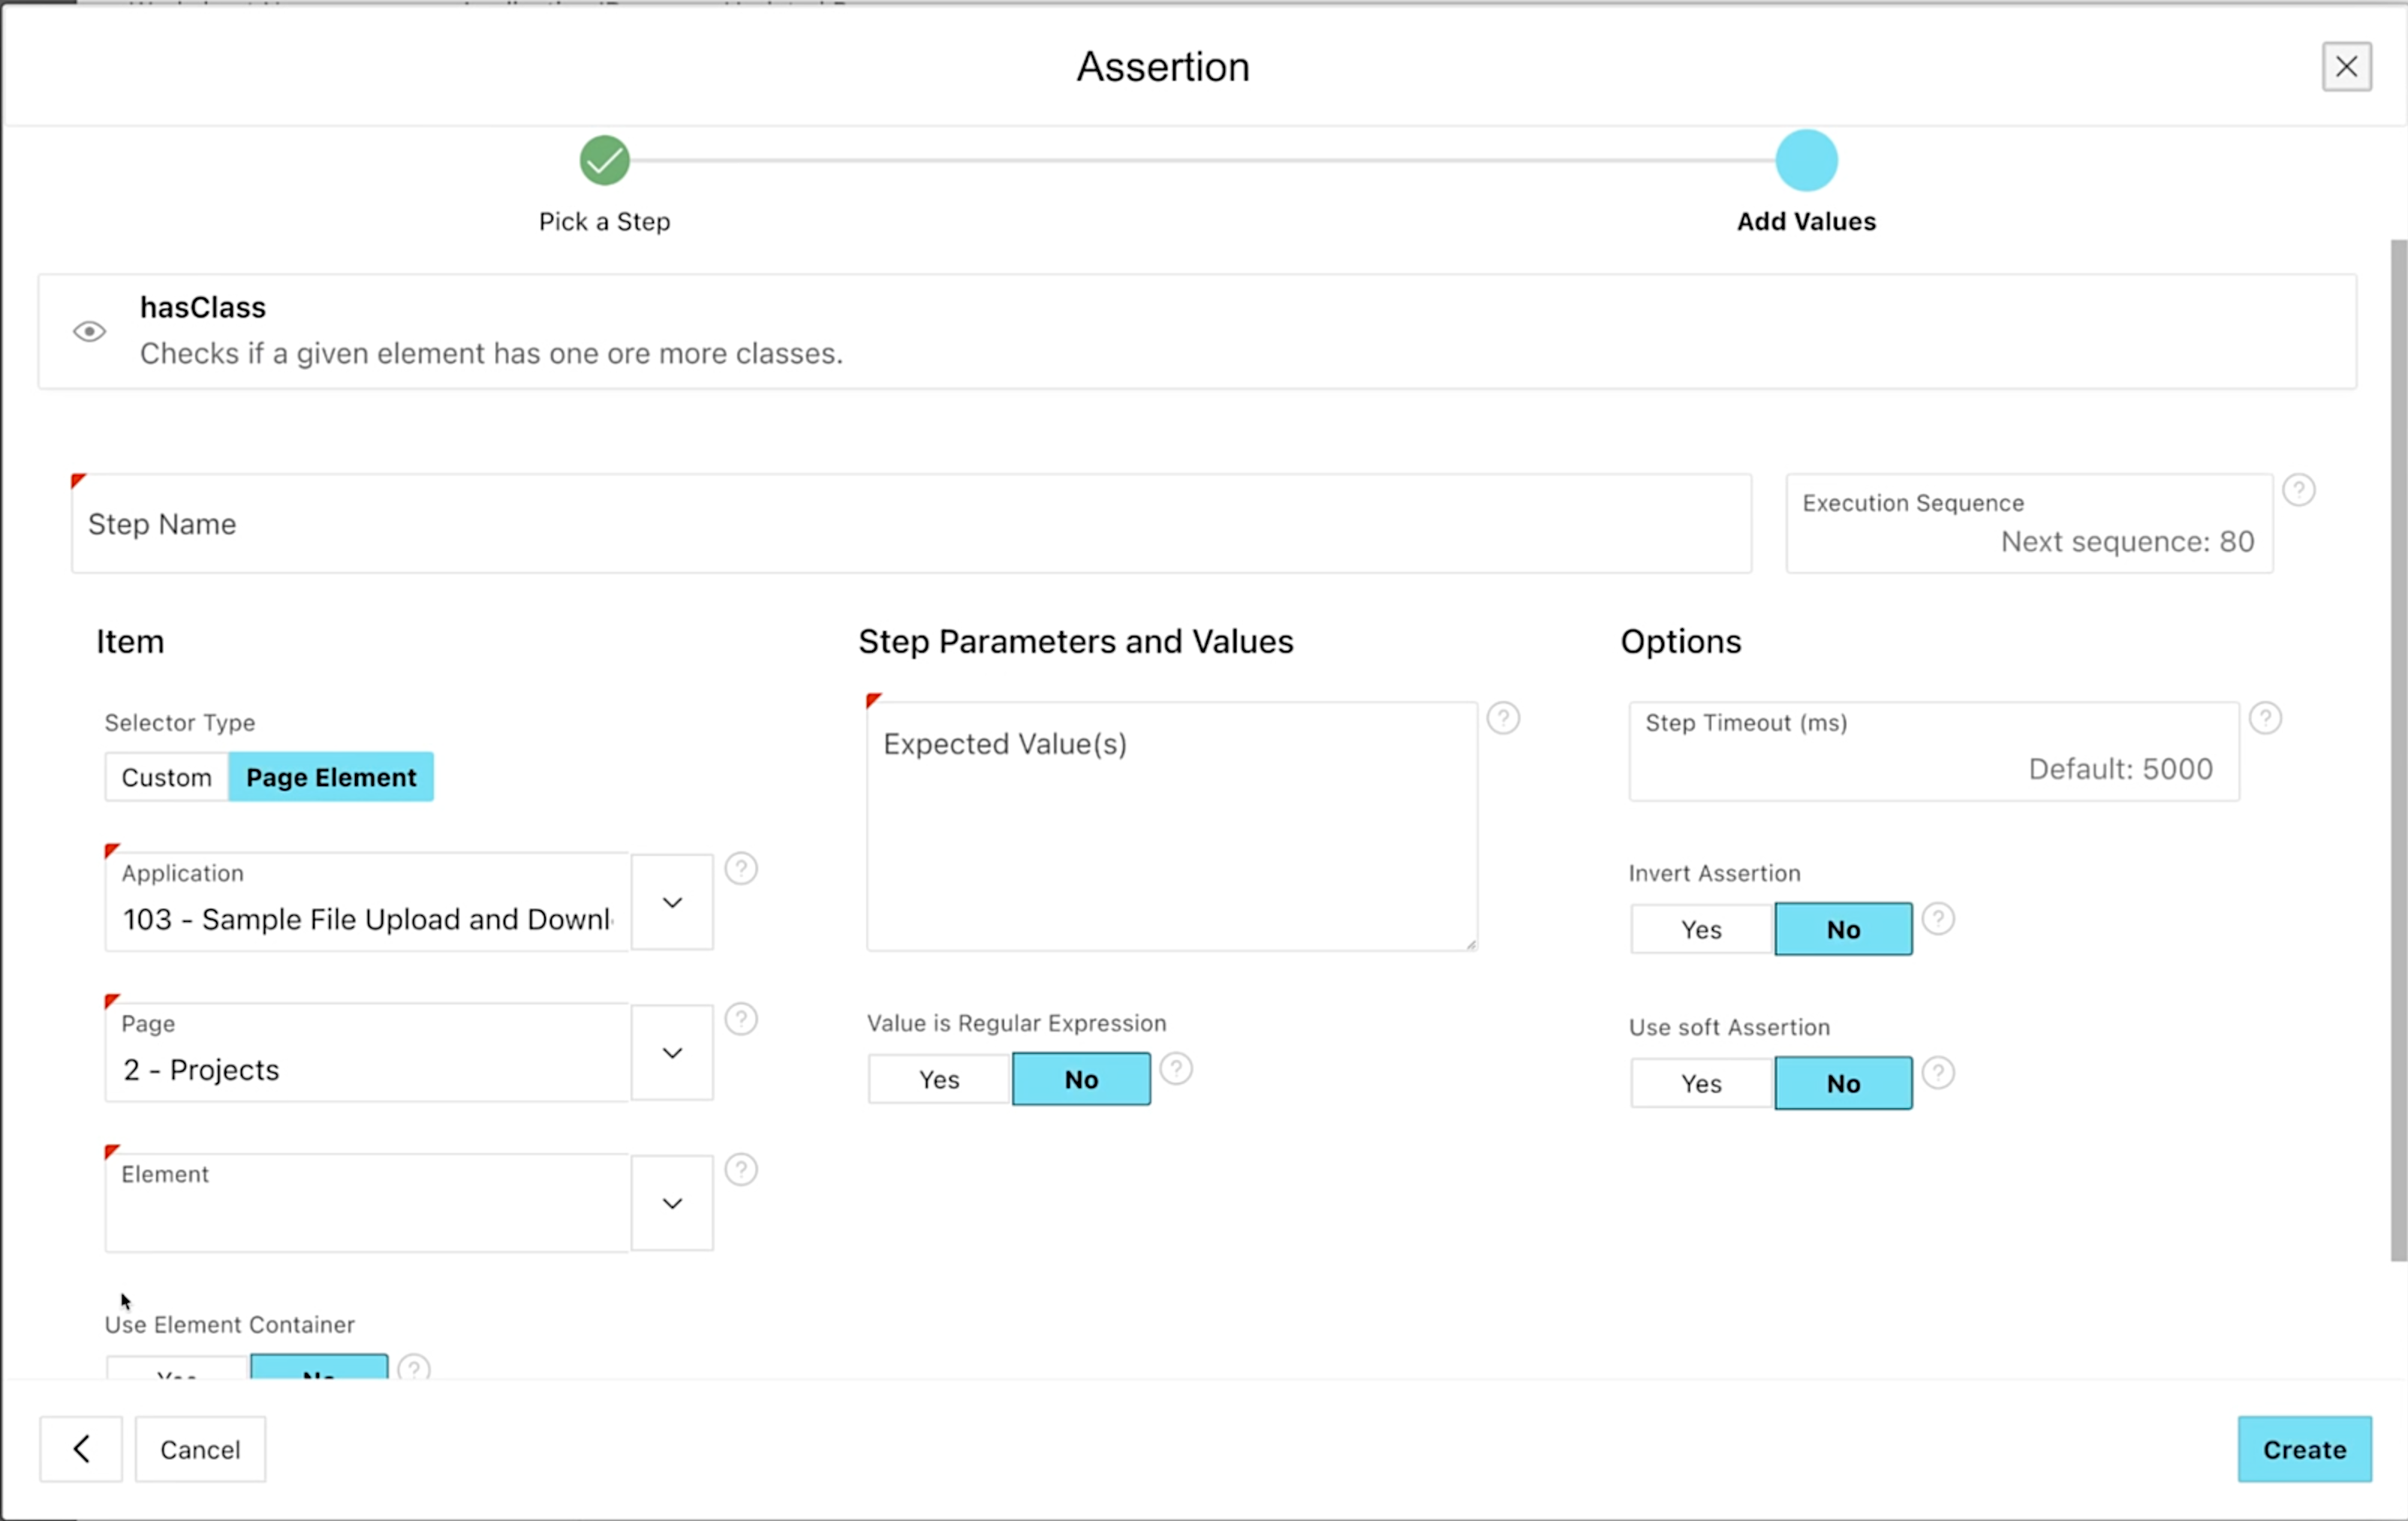 Assertion
Pick a Step
Add Values
hasClass
Checks if a given element has one ore more classes.
Step Name
Execution Sequence
Next sequence: 80
Item
Step Parameters and Values
Options
Selector Type
Custom
Page Element
Expected Value(s)
Step Timeout (ms)
Default: 5000
Application
103 - Sample File Upload and Downl
Invert Assertion
Yes
No
Page
2 - Projects
Value is Regular Expression
Yes
No
Use soft Assertion
Yes
No
Element
Use Element Container
Yes
No
Cancel
Create